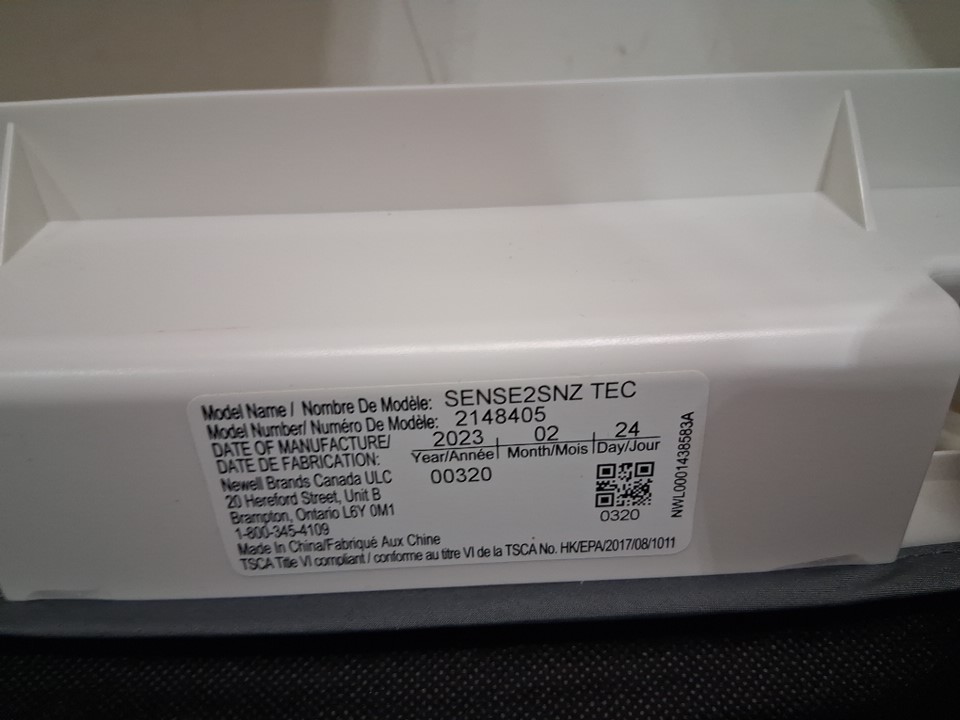 Model Name / Nombre De Modèle: SENSE2SNZ TEC
Model Number/ Numéro De Modèle: 2148405
DATE OF MANUFACTURE/
DATE DE FABRICATION:
2023 02 24
Year/Année Month/Mois Day/Jour
00320
Newell Brands Canada ULC
20 Hereford Street, Unit B
Brampton, Ontario L6Y 0M1
1-800-345-4109
Made In China/Fabriqué Aux Chine
TSCA Title VI compliant / conforme au titre VI de la TSCA No. HK/EPA/2017/08/1011
0320
NWL0001438583A